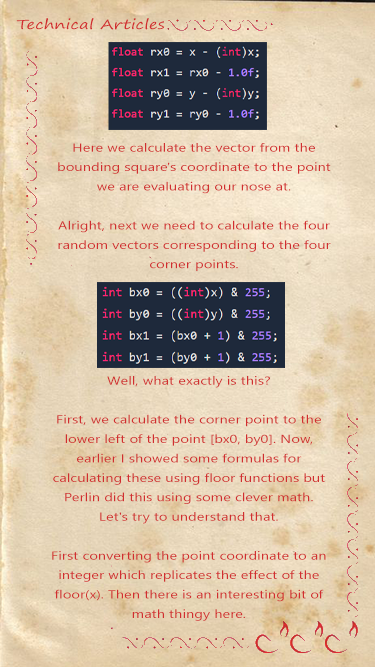 Technical Articles
float rx0 = x - (int)x;
float rx1 = rx0 - 1.0f;
float ry0 = y - (int)y;
float ry1 = ry0 - 1.0f;
Here we calculate the vector from the
bounding square's coordinate to the point
we are evaluating our nose at.
Alright, next we need to calculate the four
random vectors corresponding to the four
corner points.
int bx0 = ((int)x) & 255;
int by0 = ((int)y) & 255;
int bx1 = (bx0 + 1) & 255;
int by1 = (by0 + 1) & 255;
Well, what exactly is this?
First, we calculate the corner point to the
lower left of the point [bx0, by0]. Now,
earlier I showed some formulas for
calculating these using floor functions but
Perlin did this using some clever math.
Let's try to understand that.
First converting the point coordinate to an
integer which replicates the effect of the
floor(x). Then there is an interesting bit of
math thingy here.